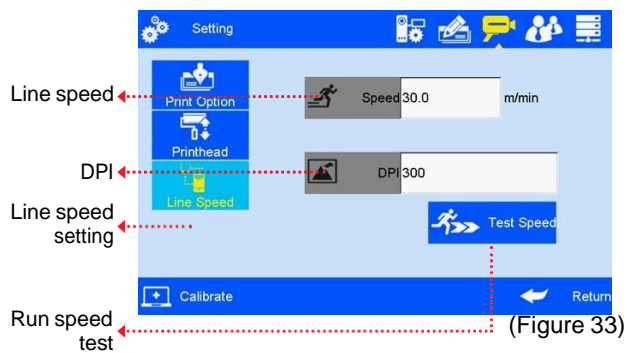 Setting
Line speed
Print Option
Speed 30.0 m/min
Printhead
DPI
DPI 300
Line Speed
Line speed
setting
Test Speed
Calibrate
Return
Run speed
test
(Figure 33)